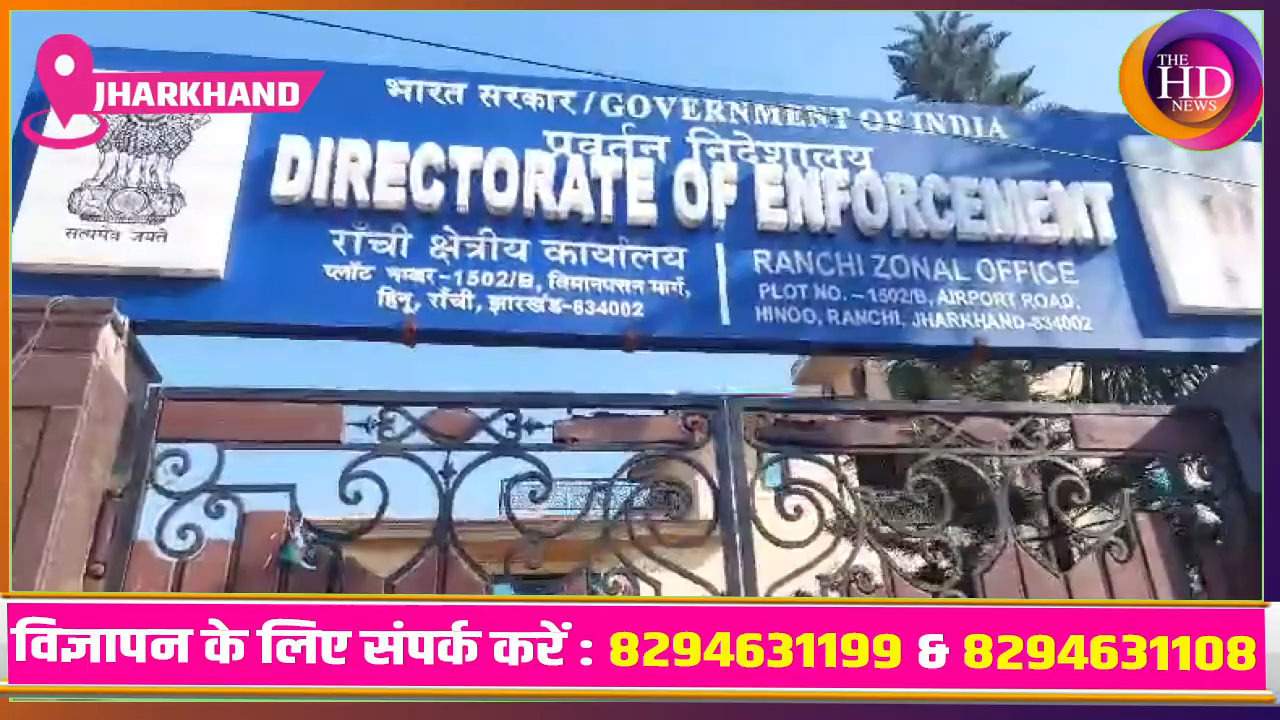 JHARKHAND
THE
HD
NEWS
भारत सरकार/GOVERNMENT OF INDIA
प्रवर्तन निदेशालय
DIRECTORATE OF ENFORCEMENT
सत्यमेव जयते
राँची क्षेत्रीय कार्यालय
प्लॉट नम्बर-1502/B, विमानपत्तन मार्ग,
हिनू, राँची, झारखंड-834002
RANCHI ZONAL OFFICE
PLOT NO. - 1502/B, AIRPORT ROAD,
HINOO, RANCHI, JHARKHAND-834002
विज्ञापन के लिए संपर्क करें : 8294631199 & 8294631108